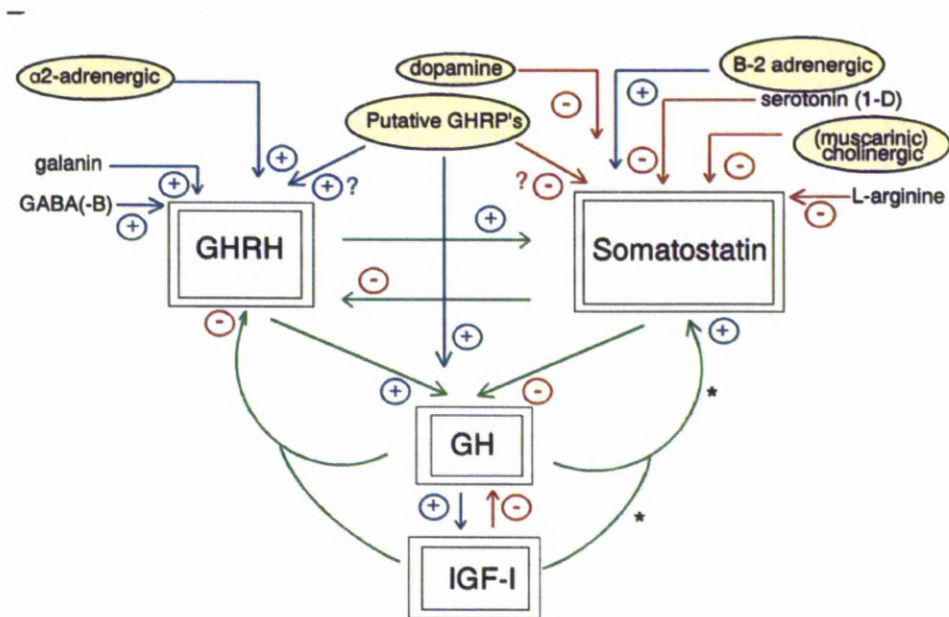 α2-adrenergic
dopamine
B-2 adrenergic
-
+
serotonin (1-D)
Putative GHRP's
(muscarinic)
cholinergic
galanin
+
+
+ ?
? -
-
-
L-arginine
GABA(-B)
+
-
GHRH
+
Somatostatin
-
-
+
+
+
-
*
GH
+
-
*
IGF-I